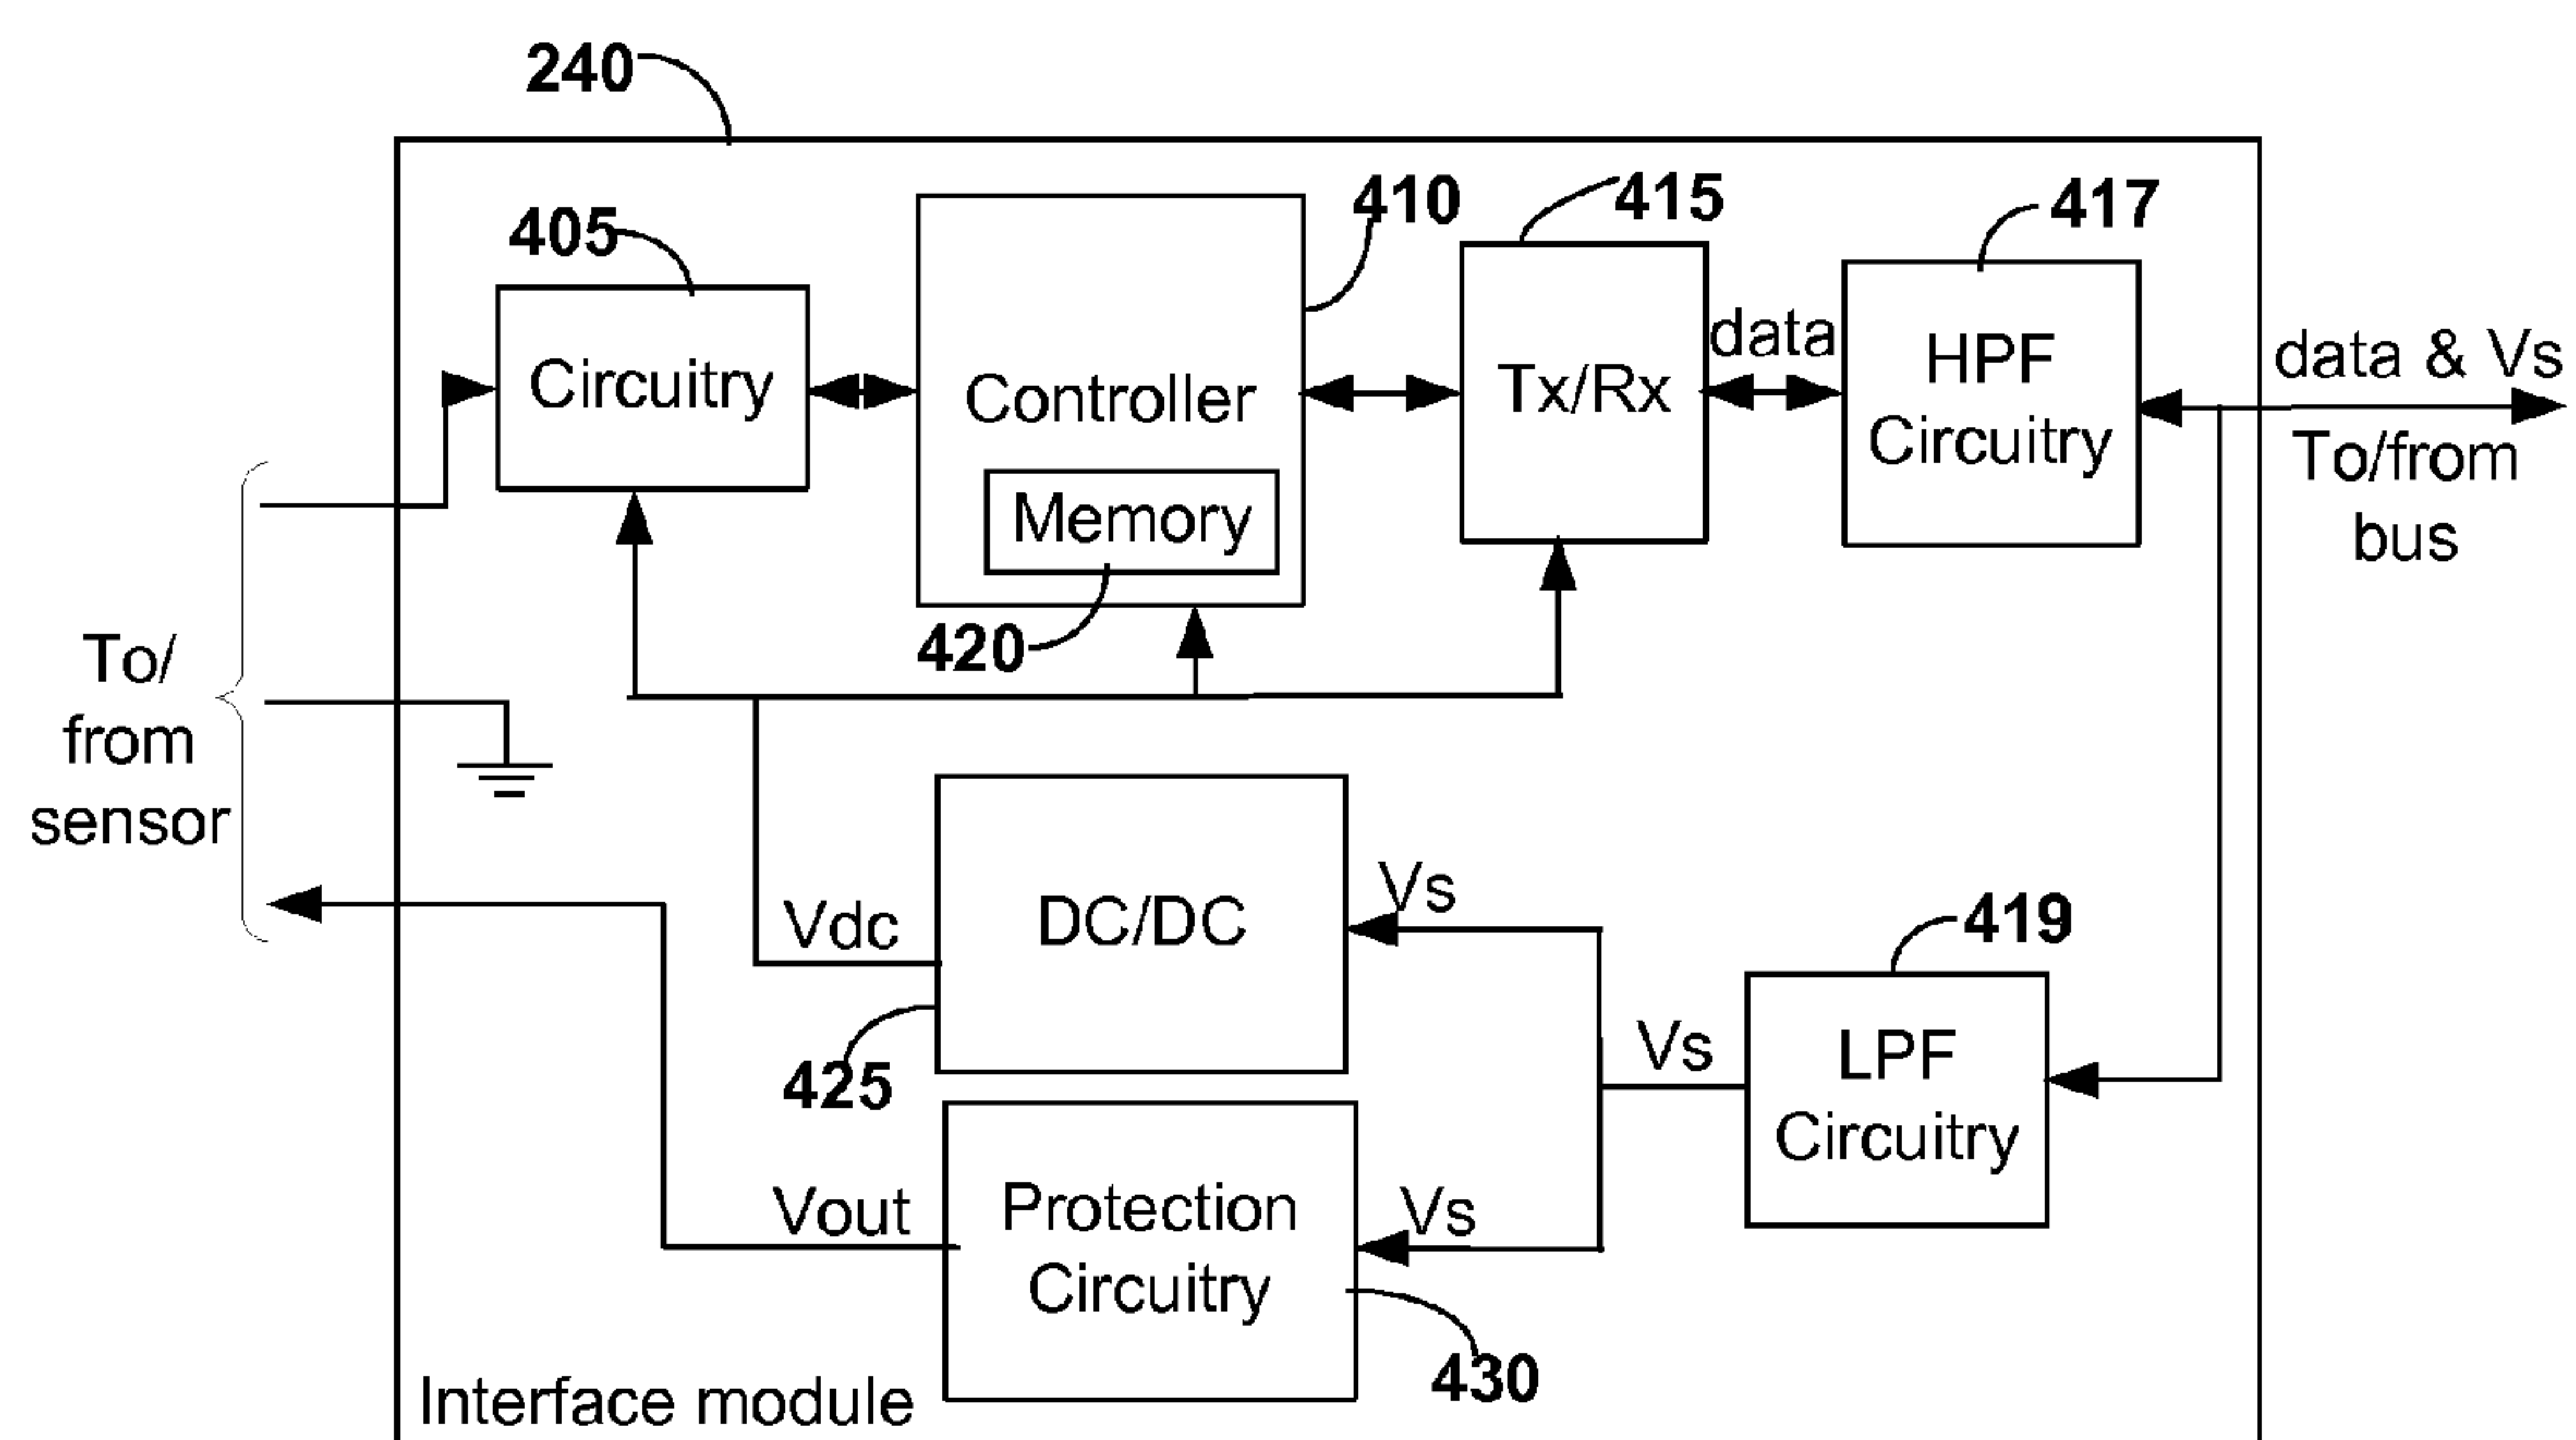 240
405
410
415
417
Circuitry
Controller
Tx/Rx
data
HPF
Circuitry
data & Vs
To/from
bus
Memory
420
To/
from
sensor
Vdc
DC/DC
Vs
419
425
Vs
LPF
Circuitry
Vout
Protection
Circuitry
Vs
430
Interface module